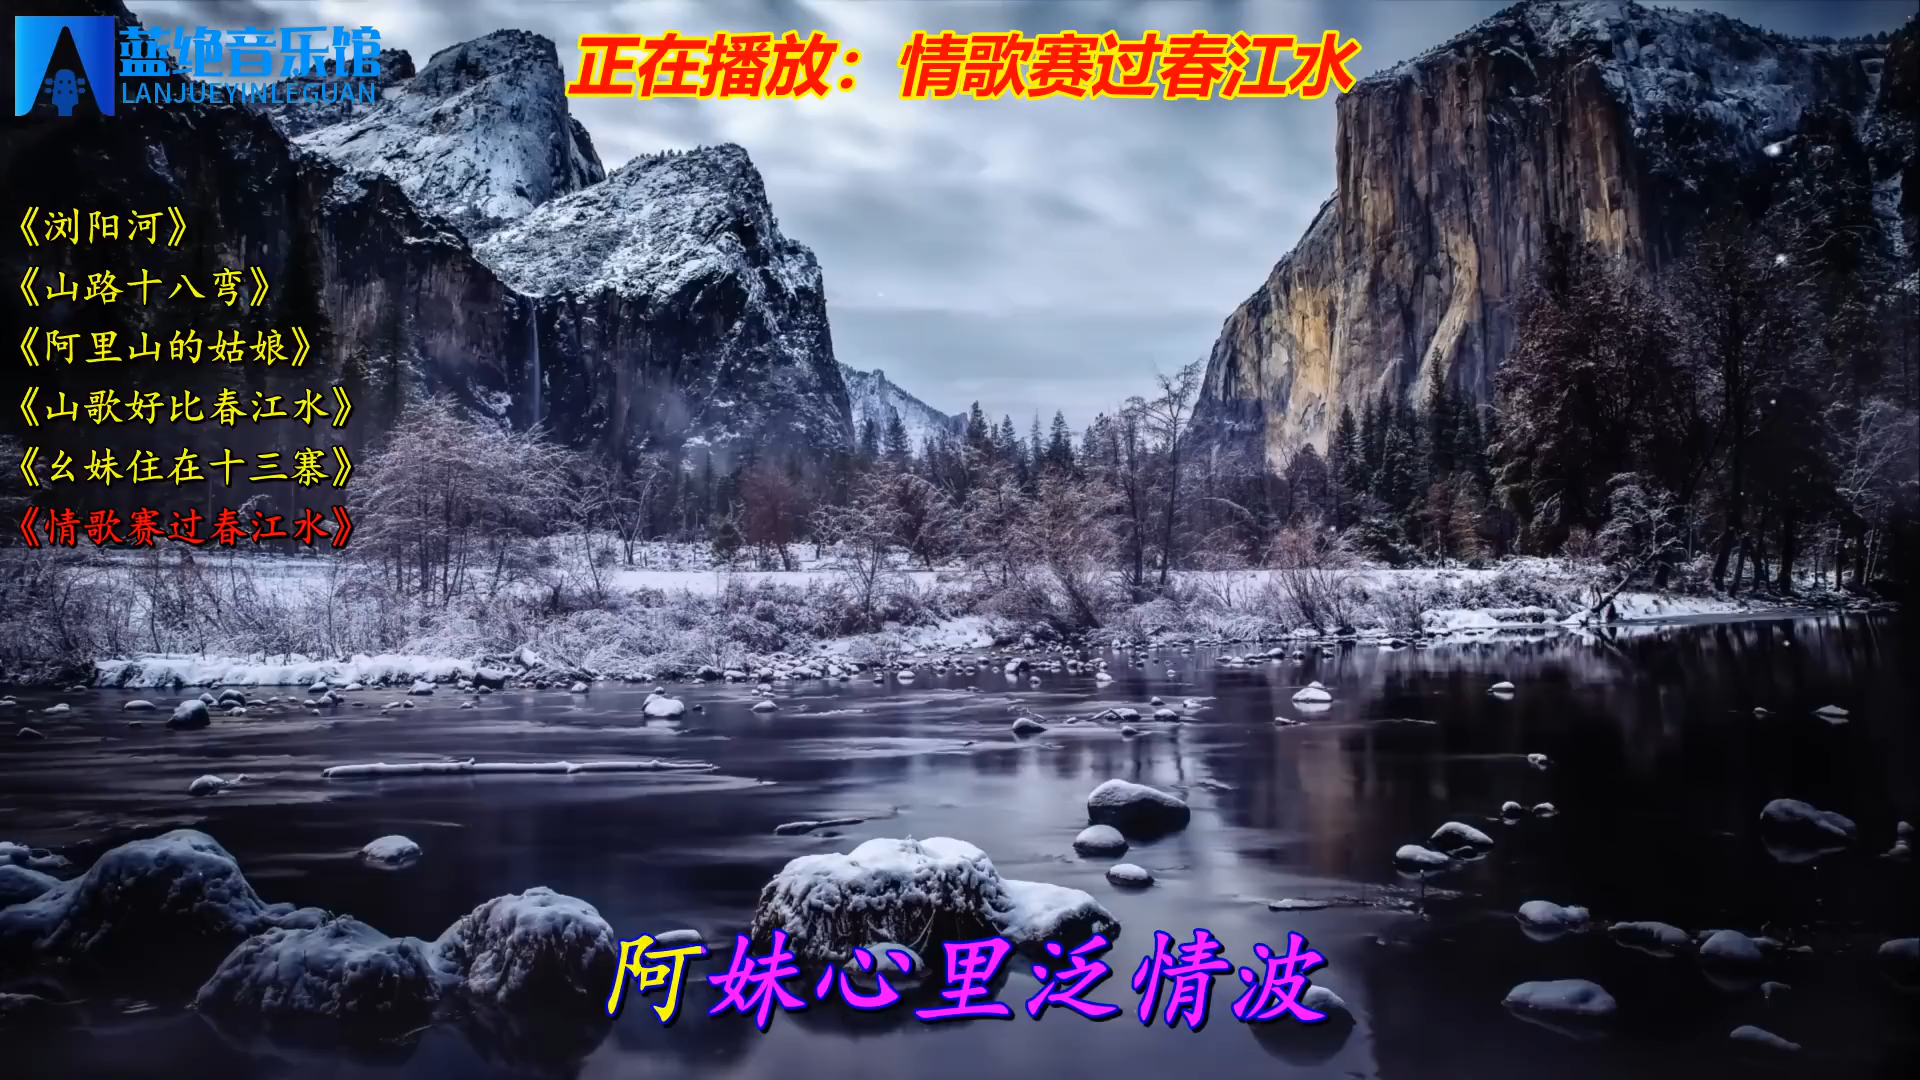 蓝绝音乐馆
LANJUEYINLEGUAN
正在播放：情歌赛过春江水
《浏阳河》
《山路十八弯》
《阿里山的姑娘》
《山歌好比春江水》
《幺妹住在十三寨》
《情歌赛过春江水》
阿妹心里泛情波